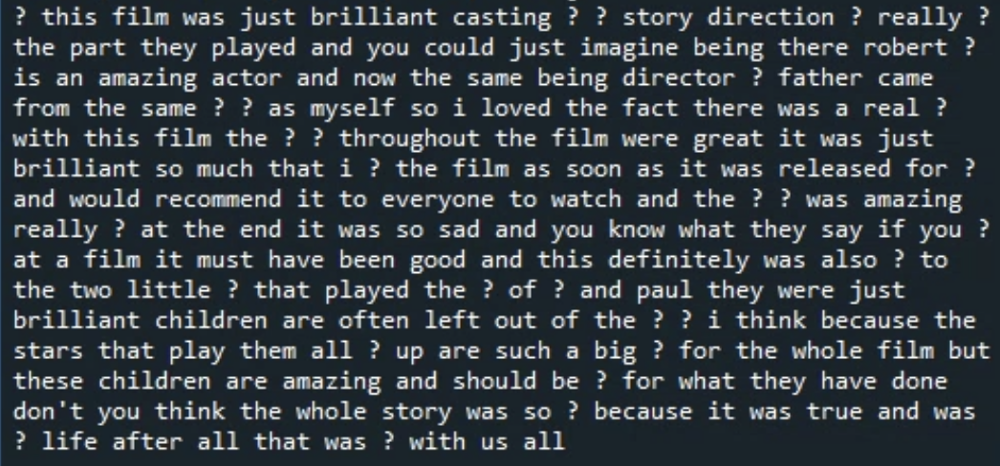 ? this film was just brilliant casting ? ? story direction ? really ?
the part they played and you could just imagine being there robert ?
is an amazing actor and now the same being director ? father came
from the same ? ? as myself so i loved the fact there was a real ?
with this film the ? ? throughout the film were great it was just
brilliant so much that i ? the film as soon as it was released for ?
and would recommend it to everyone to watch and the ? ? was amazing
really ? at the end it was so sad and you know what they say if you ?
at a film it must have been good and this definitely was also ? to
the two little ? that played the ? of ? and paul they were just
brilliant children are often left out of the ? ? i think because the
stars that play them all ? up are such a big ? for the whole film but
these children are amazing and should be ? for what they have done
don't you think the whole story was so ? because it was true and was
? life after all that was ? with us all